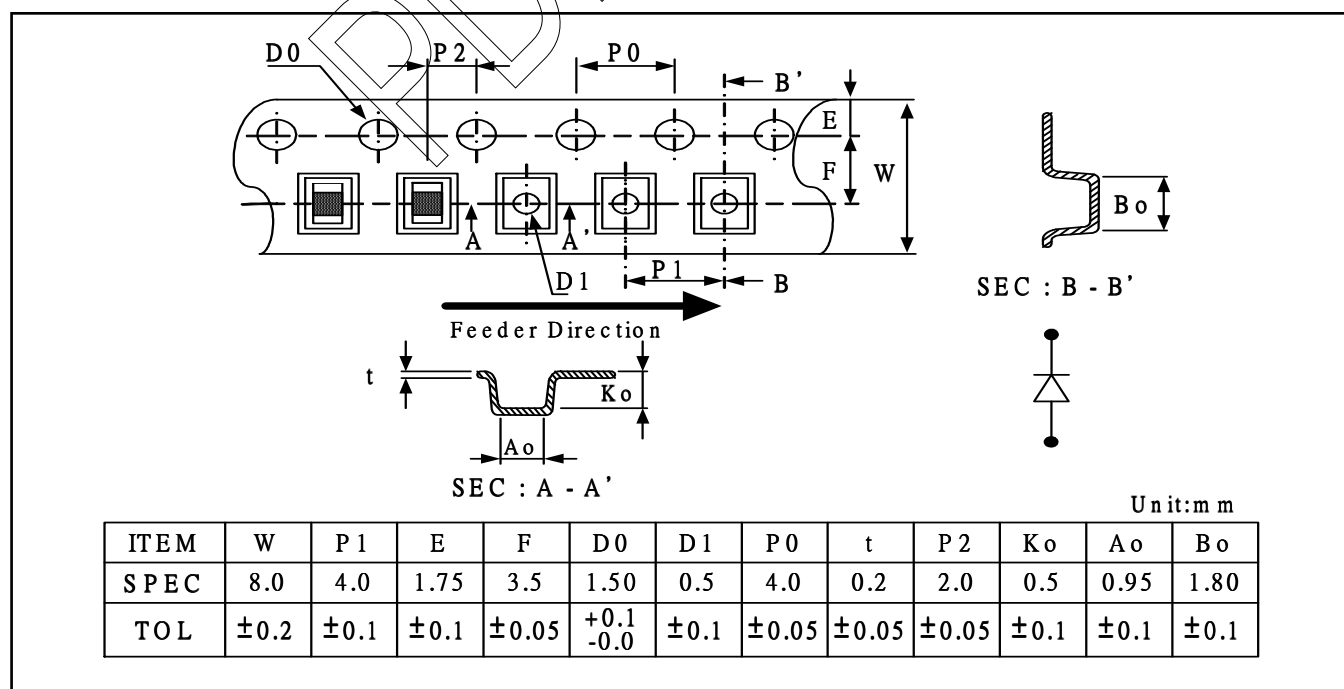 D0 P2 P0 B'
E
F W
A A'
D1 P1 B
Feeder Direction
Bo
SEC : B - B'
t Ko
Ao
SEC : A - A'
Unit:mm
ITEM W P1 E F D0 D1 P0 t P2 Ko Ao Bo
SPEC 8.0 4.0 1.75 3.5 1.50 0.5 4.0 0.2 2.0 0.5 0.95 1.80
TOL ±0.2 ±0.1 ±0.1 ±0.05 +0.1 -0.0 ±0.1 ±0.05 ±0.05 ±0.05 ±0.1 ±0.1 ±0.1